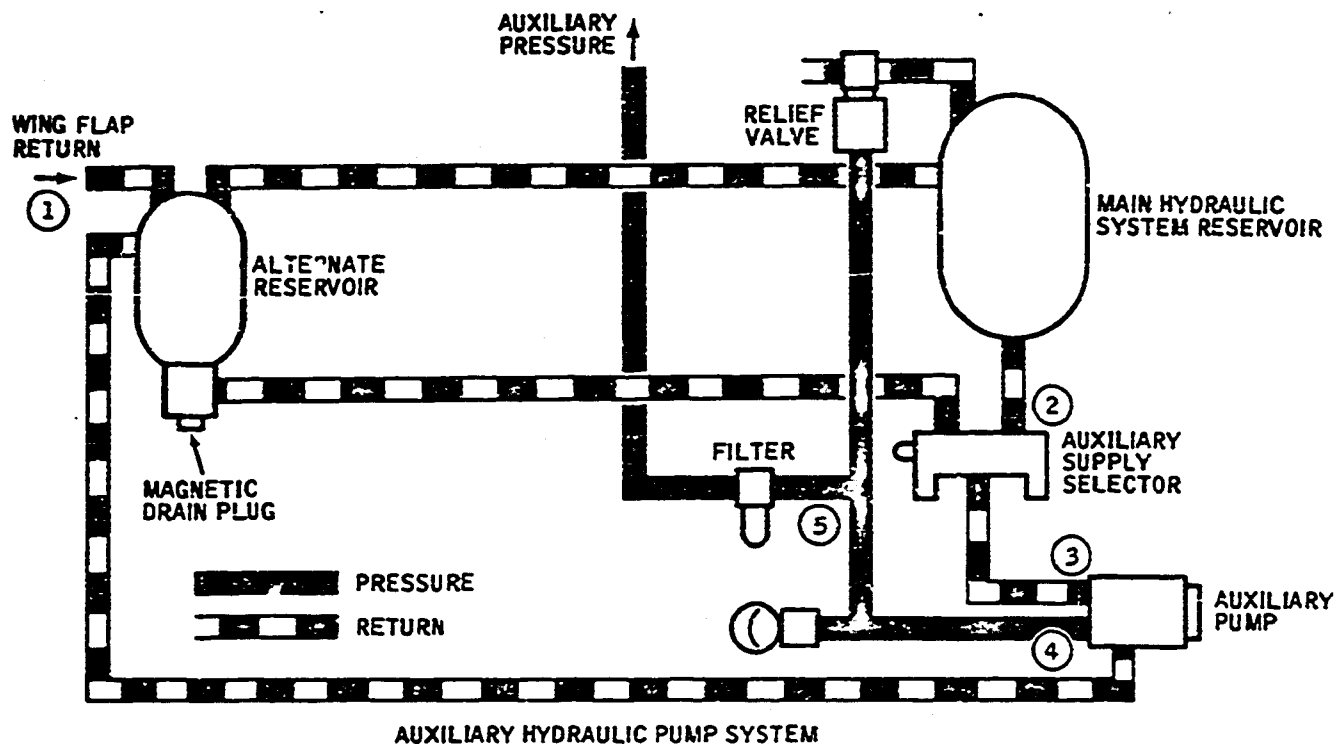 AUXILIARY
PRESSURE
WING FLAP
RETURN
1
RELIEF
VALVE
MAIN HYDRAULIC
SYSTEM RESERVOIR
ALTERNATE
RESERVOIR
2
FILTER
AUXILIARY
SUPPLY
SELECTOR
MAGNETIC
DRAIN PLUG
5
3
PRESSURE
AUXILIARY
PUMP
RETURN
4
AUXILIARY HYDRAULIC PUMP SYSTEM